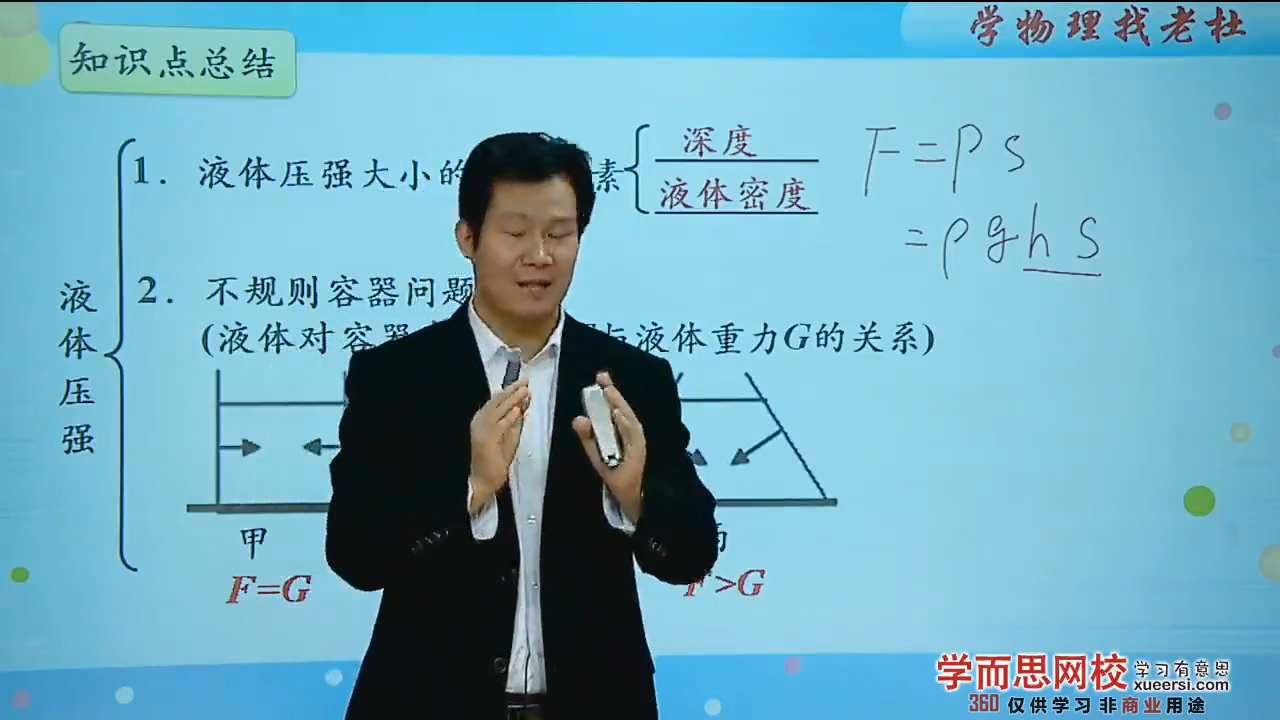 学物理找老杜
知识点总结
1. 液体压强大小的
素
深度
液体密度
F=PS
=ρghS
液体压强
2. 不规则容器问题
(液体对容器
与液体重力G的关系)
甲
F=G
F>G
学而思网校 学习有意思
xueersi.com
360 仅供学习 非商业用途